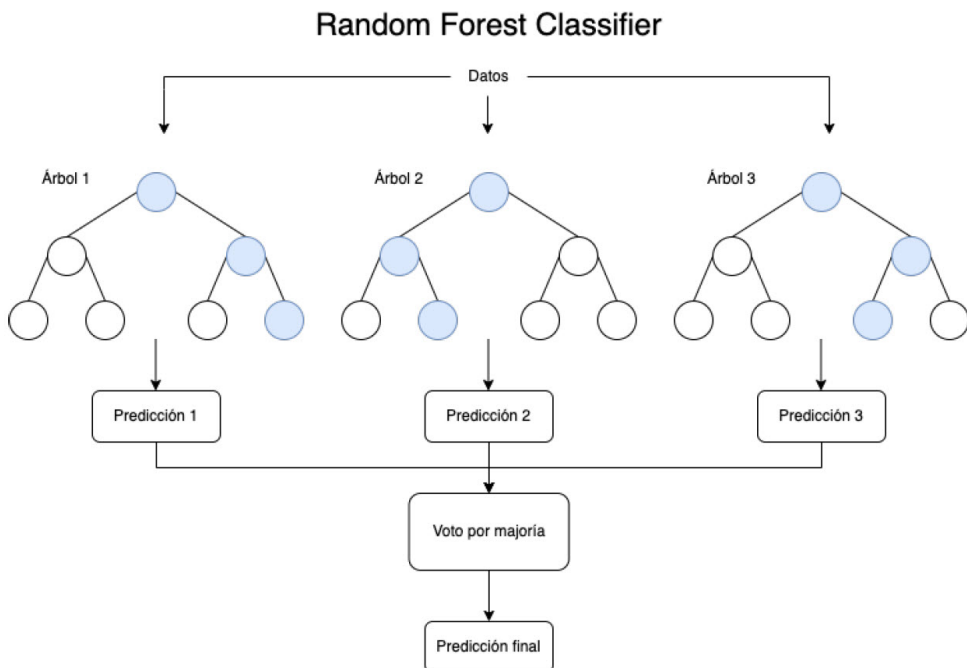 Random Forest Classifier
Datos
Árbol 1
Árbol 2
Árbol 3
Predicción 1
Predicción 2
Predicción 3
Voto por majoría
Predicción final